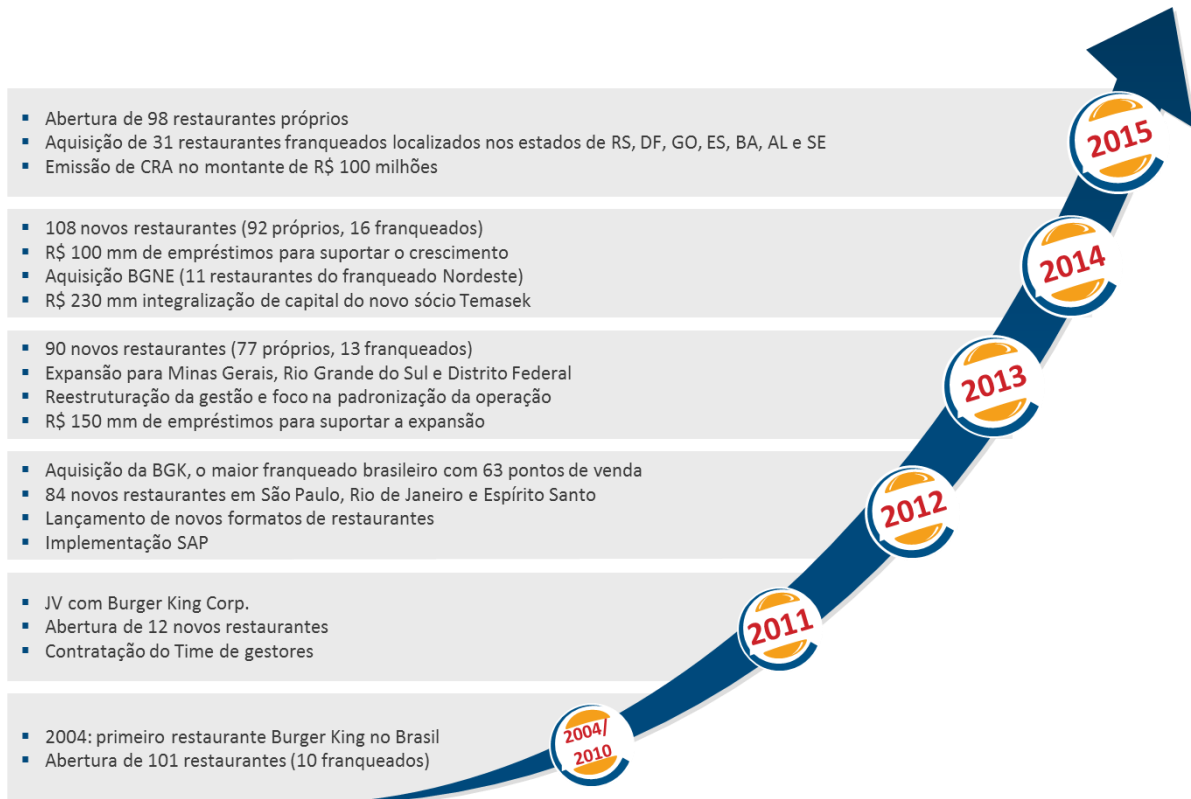 ▪ Abertura de 98 restaurantes próprios
▪ Aquisição de 31 restaurantes franqueados localizados nos estados de RS, DF, GO, ES, BA, AL e SE
▪ Emissão de CRA no montante de R$ 100 milhões
2015
▪ 108 novos restaurantes (92 próprios, 16 franqueados)
▪ R$ 100 mm de empréstimos para suportar o crescimento
▪ Aquisição BGNE (11 restaurantes do franqueado Nordeste)
▪ R$ 230 mm integralização de capital do novo sócio Temasek
2014
▪ 90 novos restaurantes (77 próprios, 13 franqueados)
▪ Expansão para Minas Gerais, Rio Grande do Sul e Distrito Federal
▪ Reestruturação da gestão e foco na padronização da operação
▪ R$ 150 mm de empréstimos para suportar a expansão
2013
▪ Aquisição da BGK, o maior franqueado brasileiro com 63 pontos de venda
▪ 84 novos restaurantes em São Paulo, Rio de Janeiro e Espírito Santo
▪ Lançamento de novos formatos de restaurantes
▪ Implementação SAP
2012
▪ JV com Burger King Corp.
▪ Abertura de 12 novos restaurantes
▪ Contratação do Time de gestores
2011
▪ 2004: primeiro restaurante Burger King no Brasil
▪ Abertura de 101 restaurantes (10 franqueados)
2004/
2010